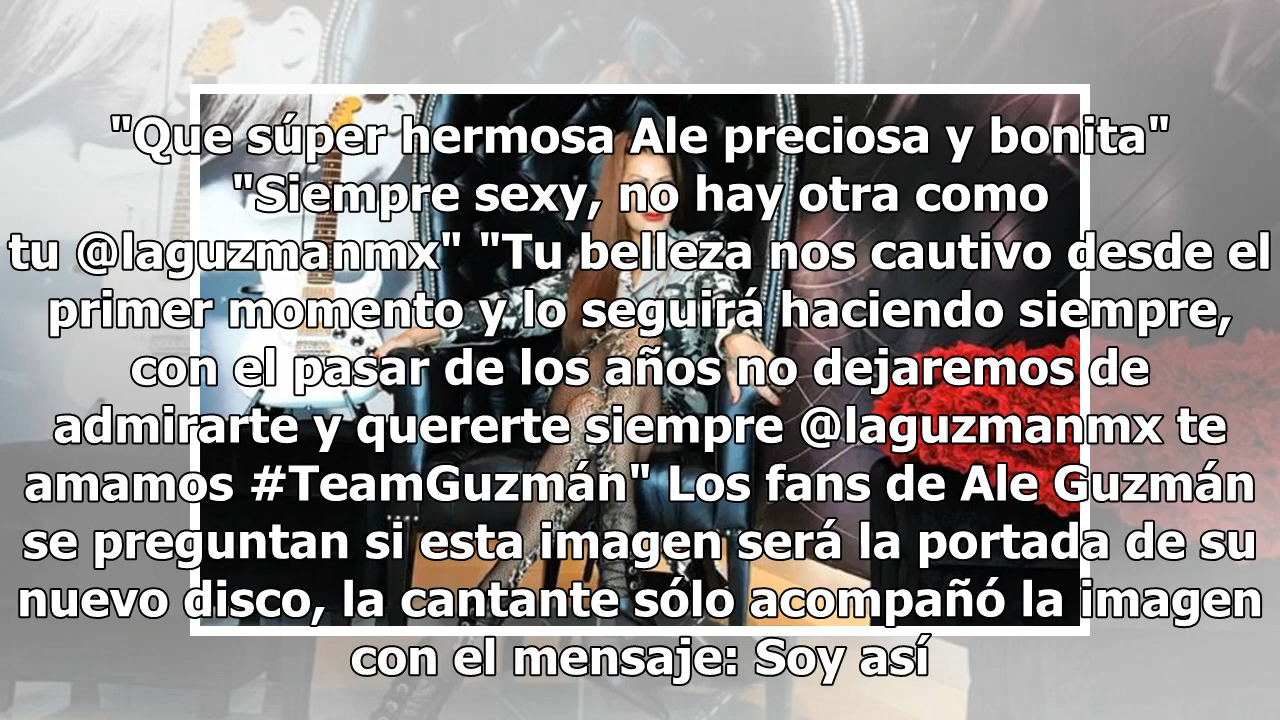 "Que súper hermosa Ale preciosa y bonita"
"Siempre sexy, no hay otra como
tu @laguzmanmx" "Tu belleza nos cautivo desde el
primer momento y lo seguirá haciendo siempre,
con el pasar de los años no dejaremos de
admirarte y quererte siempre @laguzmanmx te
amamos #TeamGuzmán" Los fans de Ale Guzmán
se preguntan si esta imagen será la portada de su
nuevo disco, la cantante sólo acompañó la imagen
con el mensaje: Soy así